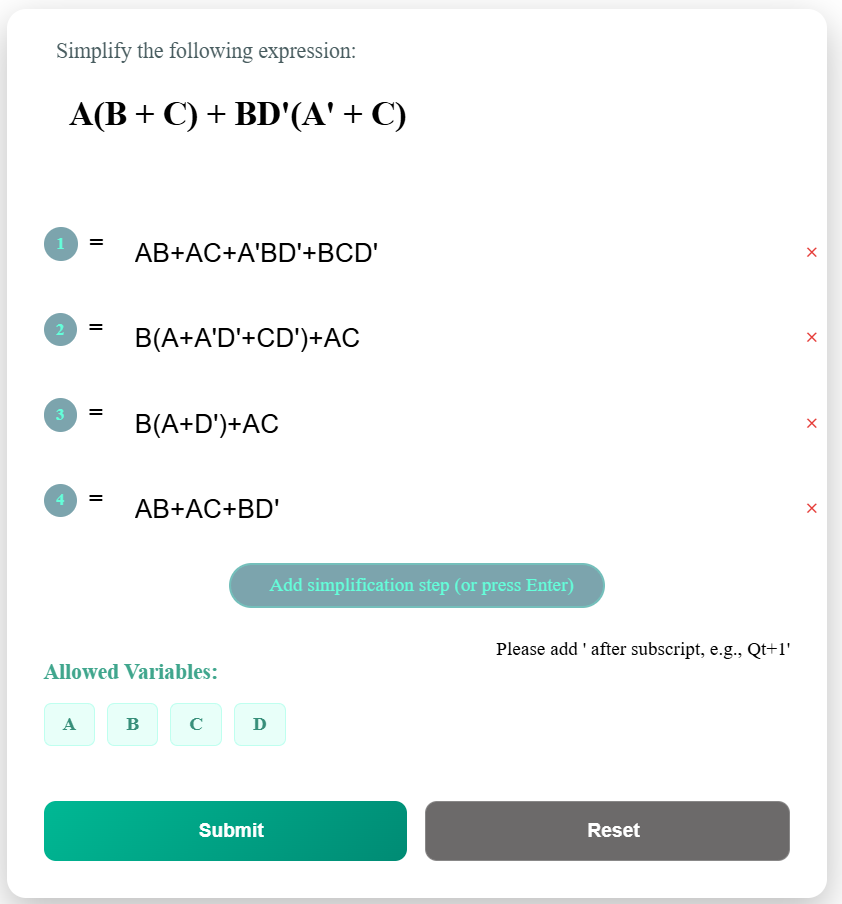 Simplify the following expression:
A(B + C) + BD'(A' + C)
1 = AB+AC+A'BD'+BCD' ×
2 = B(A+A'D'+CD')+AC ×
3 = B(A+D')+AC ×
4 = AB+AC+BD' ×
Add simplification step (or press Enter)
Please add ' after subscript, e.g., Qt+1'
Allowed Variables:
A B C D
Submit Reset